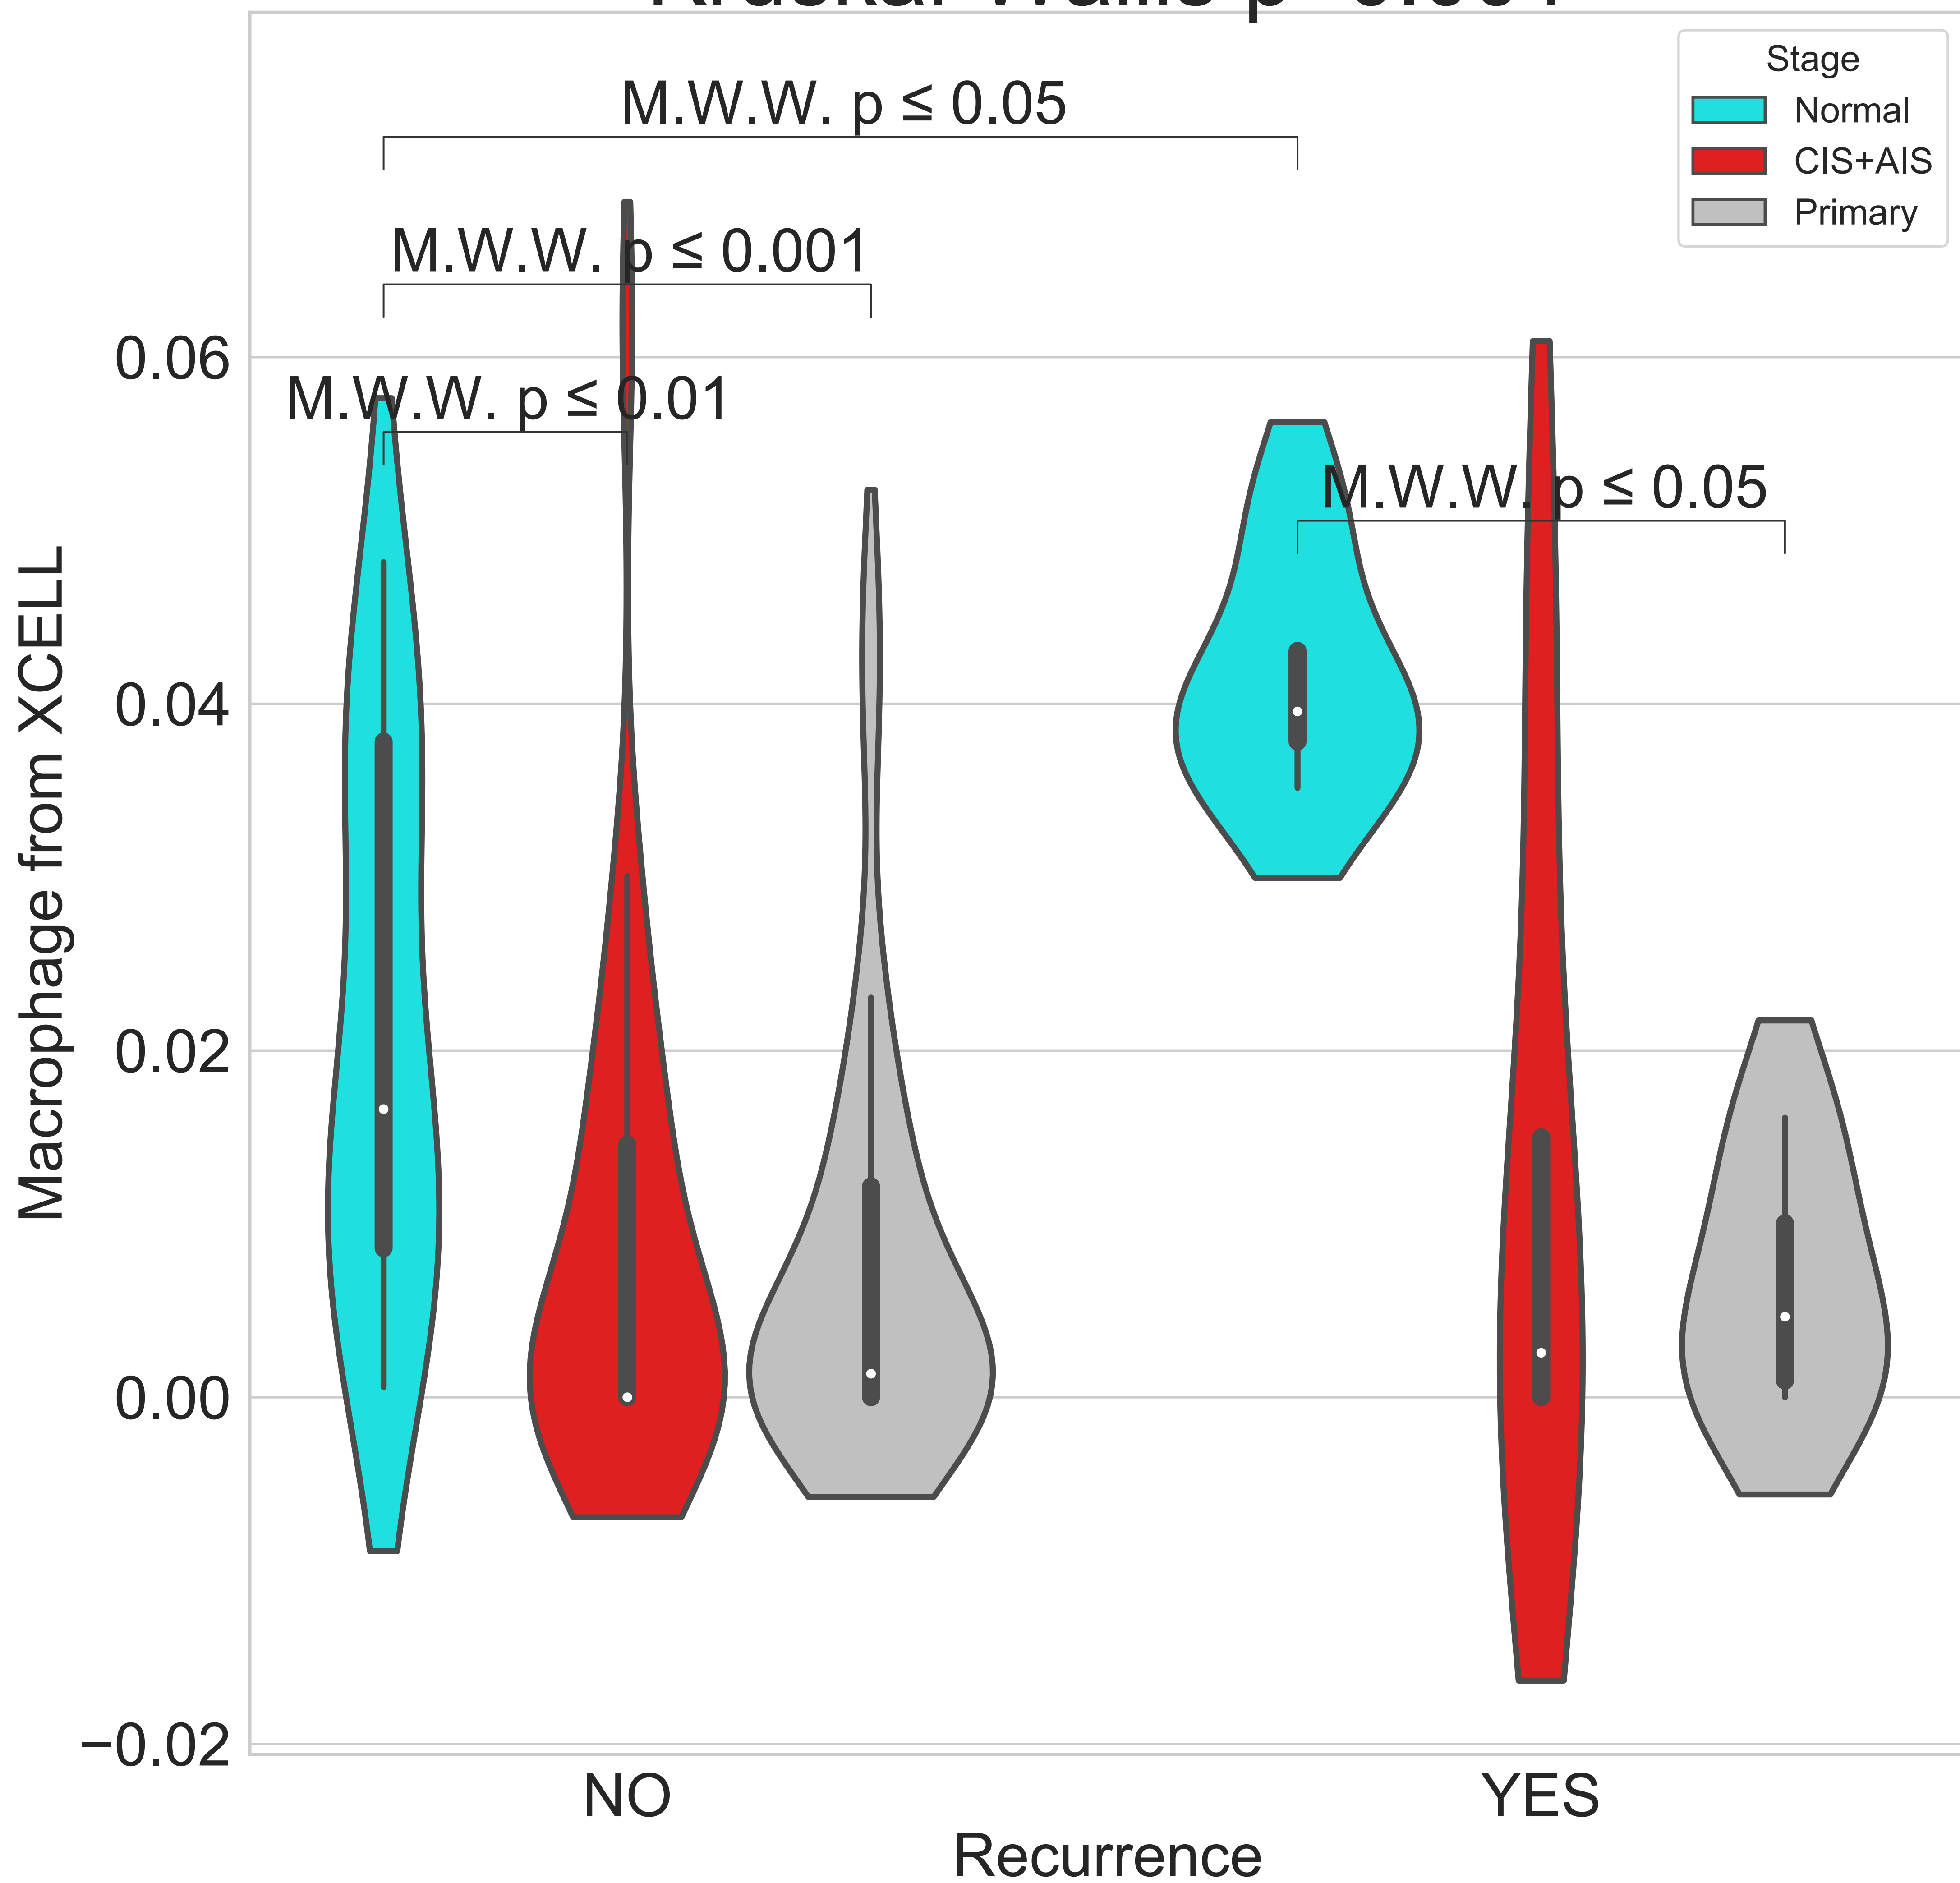 M.W.W. p ≤ 0.05
M.W.W. p ≤ 0.001
M.W.W. p ≤ 0.01
M.W.W. p ≤ 0.05
Stage
Normal
CIS+AIS
Primary
Macrophage from XCELL
0.06
0.04
0.02
0.00
−0.02
NO
YES
Recurrence